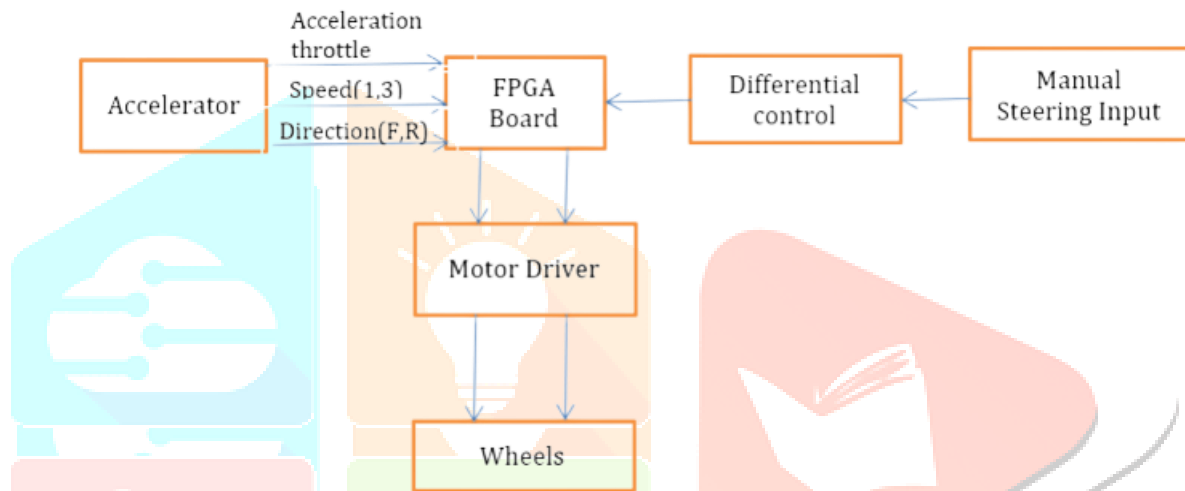 Acceleration
throttle
Accelerator
Speed(1,3)
Direction(F,R)
FPGA
Board
Differential
control
Manual
Steering Input
Motor Driver
Wheels